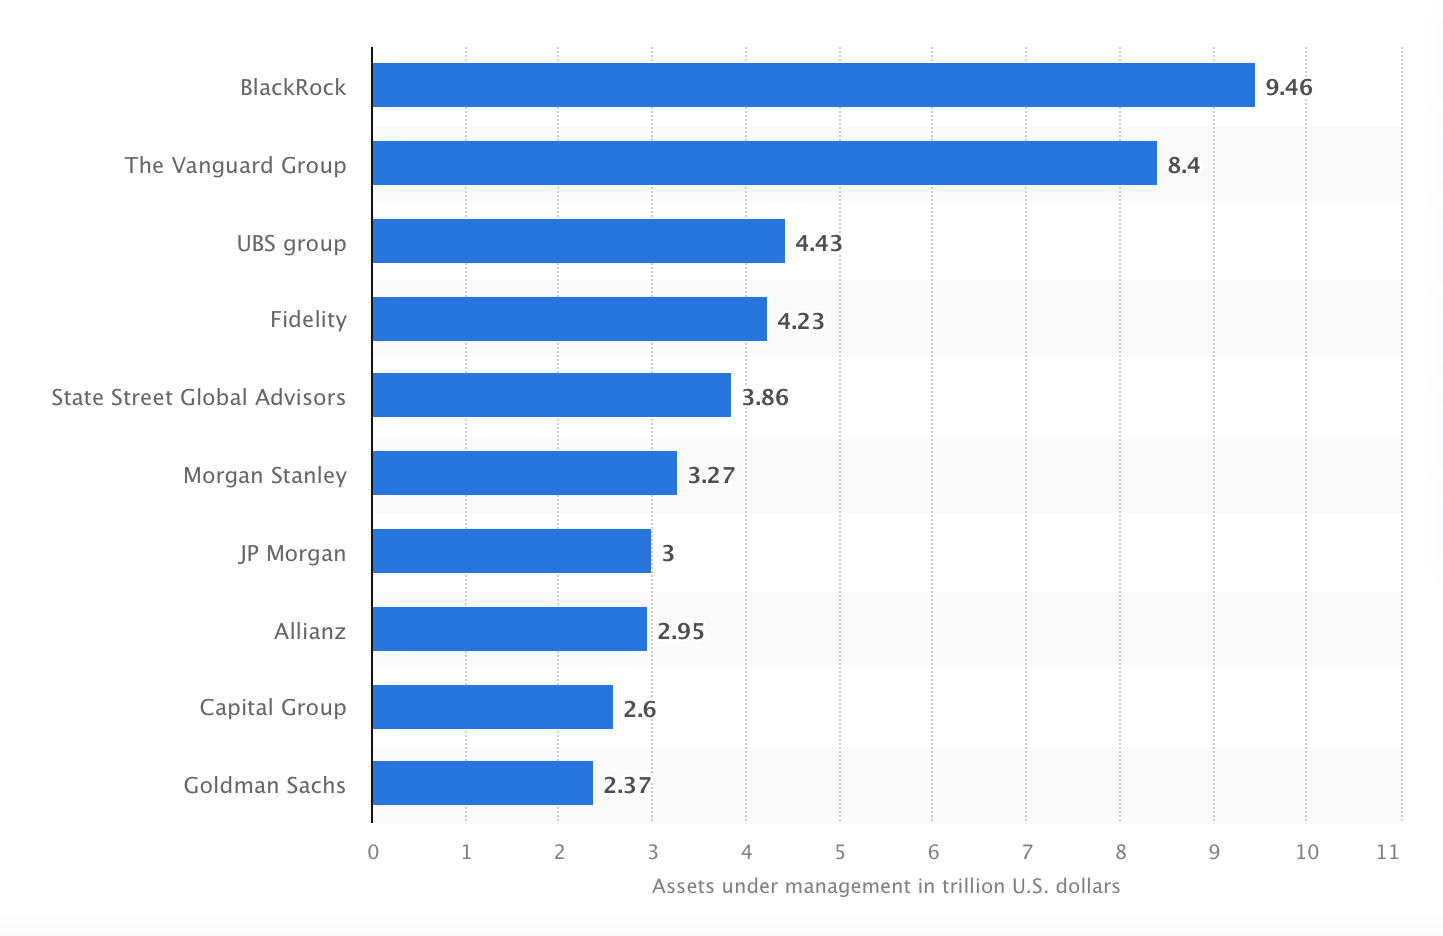 BlackRock 9.46
The Vanguard Group 8.4
UBS group 4.43
Fidelity 4.23
State Street Global Advisors 3.86
Morgan Stanley 3.27
JP Morgan 3
Allianz 2.95
Capital Group 2.6
Goldman Sachs 2.37
0 1 2 3 4 5 6 7 8 9 10 11
Assets under management in trillion U.S. dollars